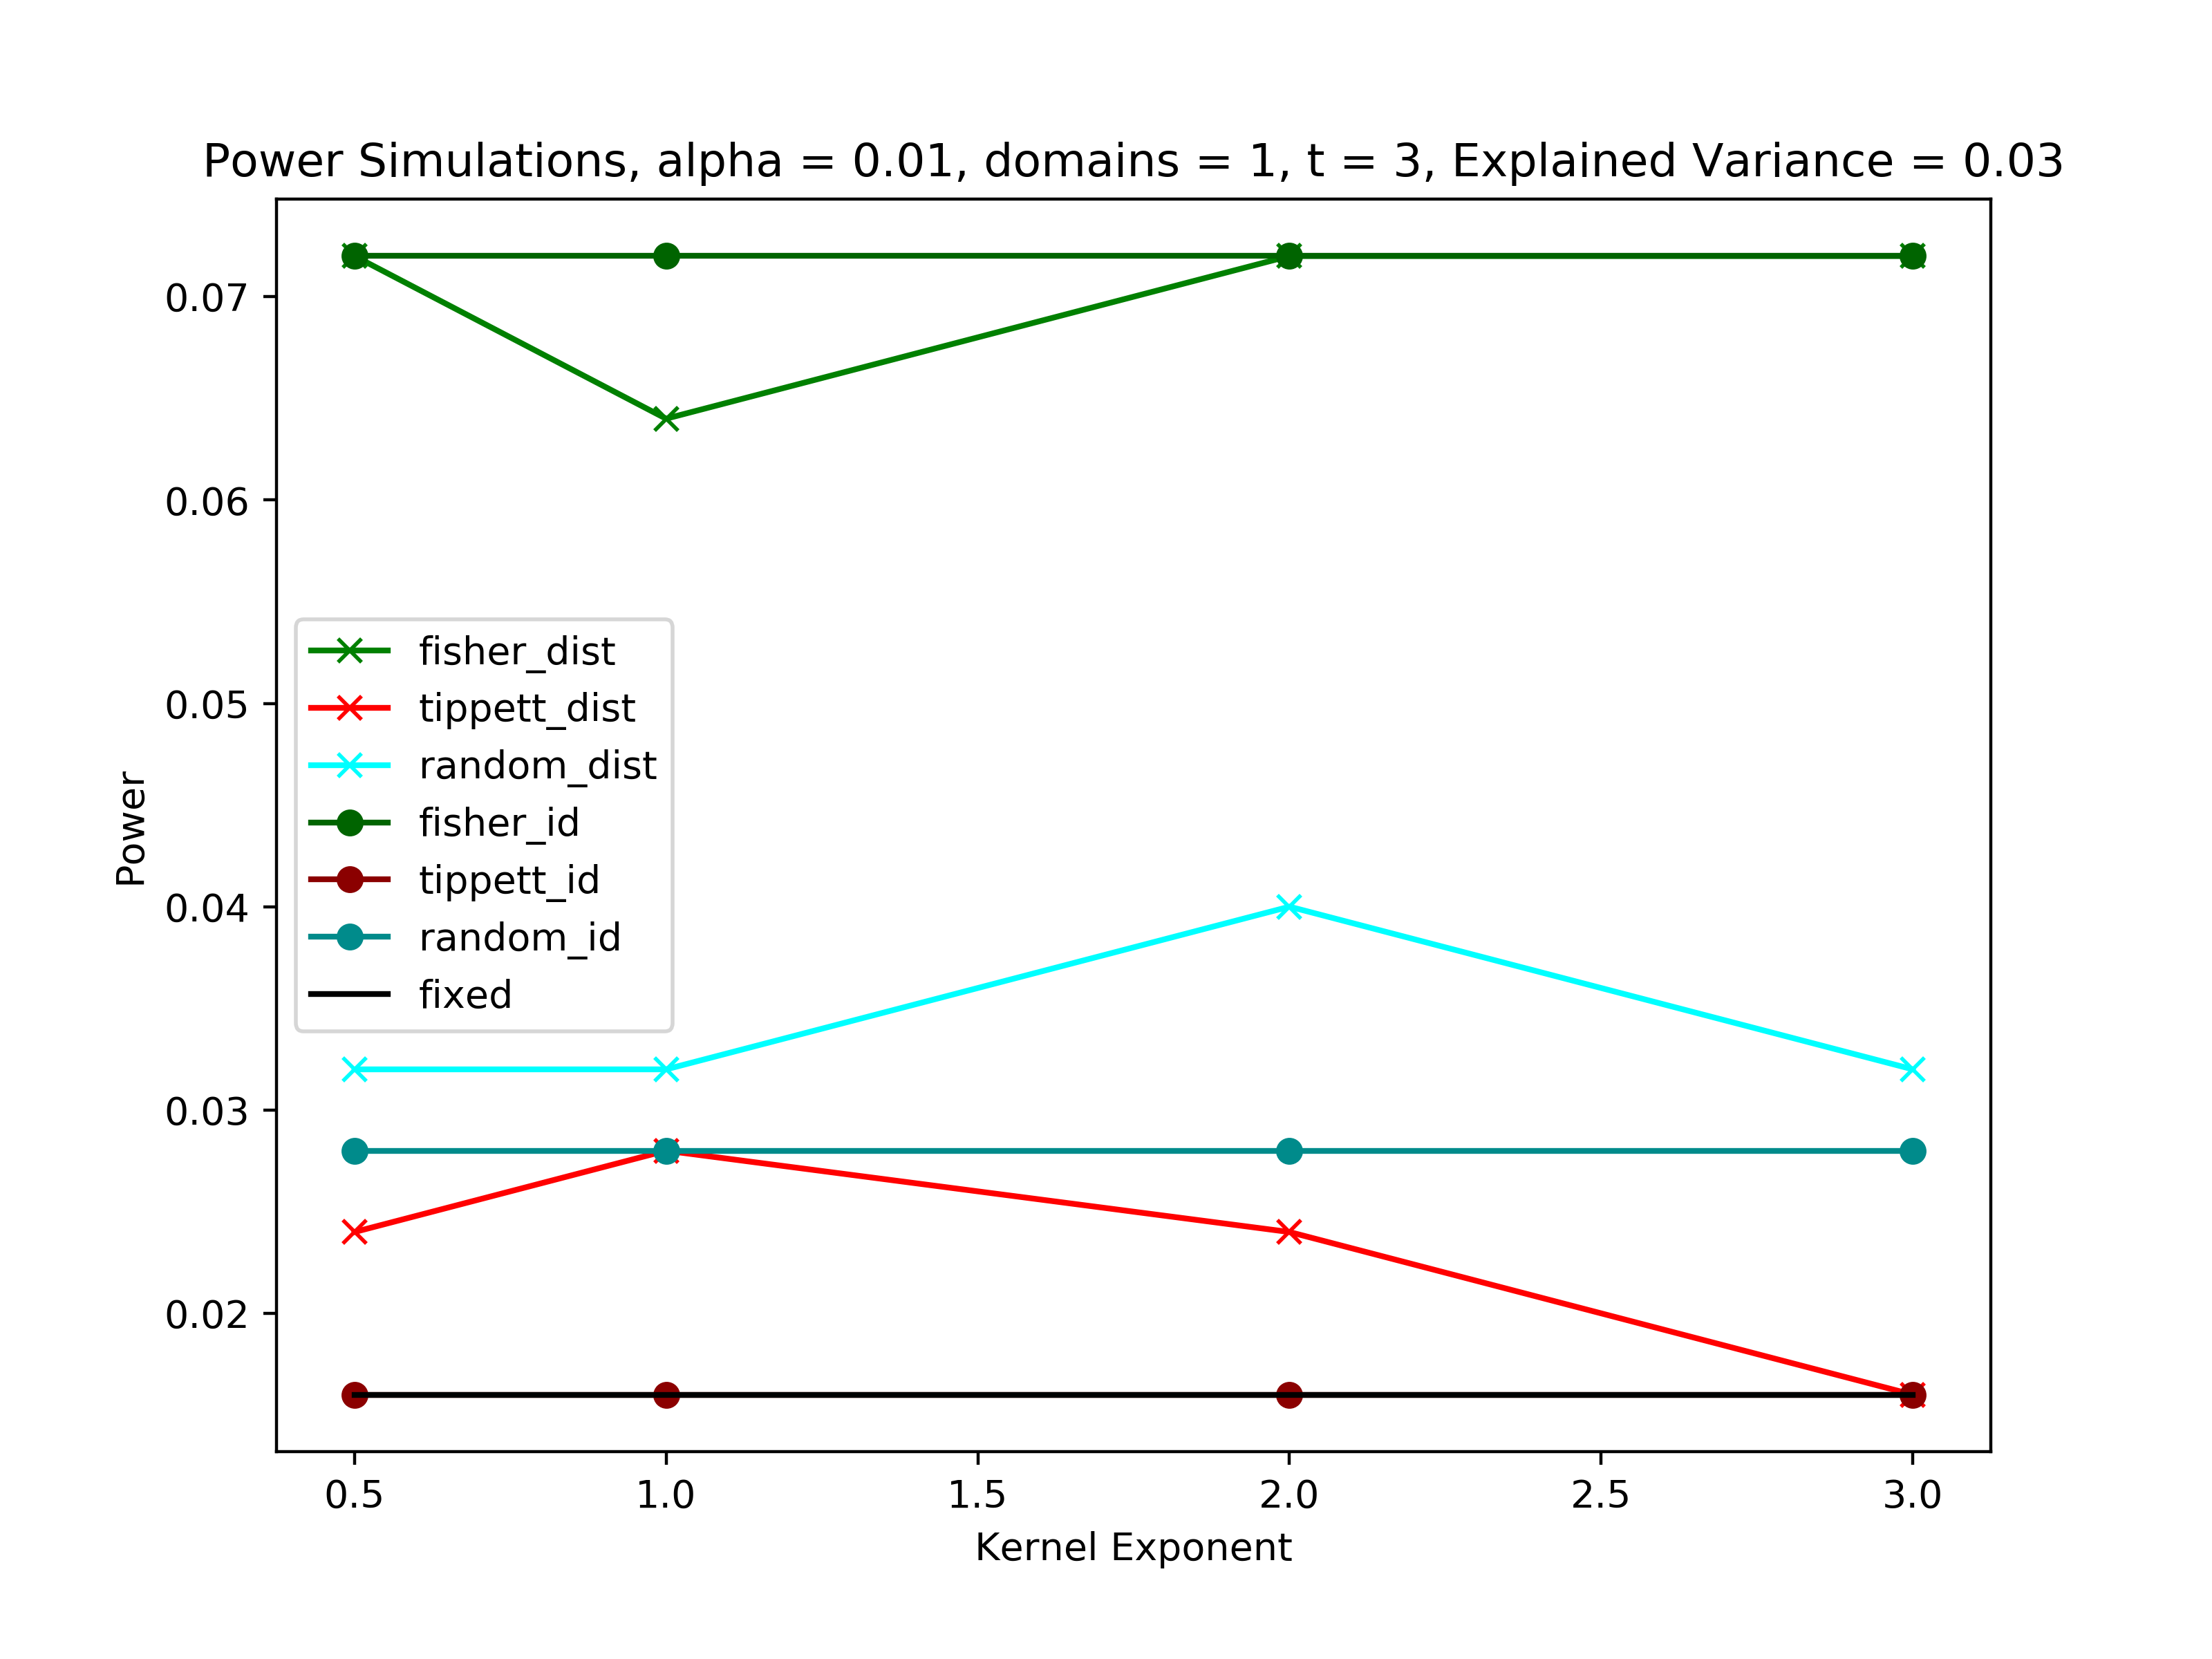 Power Simulations, alpha = 0.01, domains = 1, t = 3, Explained Variance = 0.03
0.07
0.06
0.05
0.04
0.03
0.02
Power
fisher_dist
tippett_dist
random_dist
fisher_id
tippett_id
random_id
fixed
0.5 1.0 1.5 2.0 2.5 3.0
Kernel Exponent